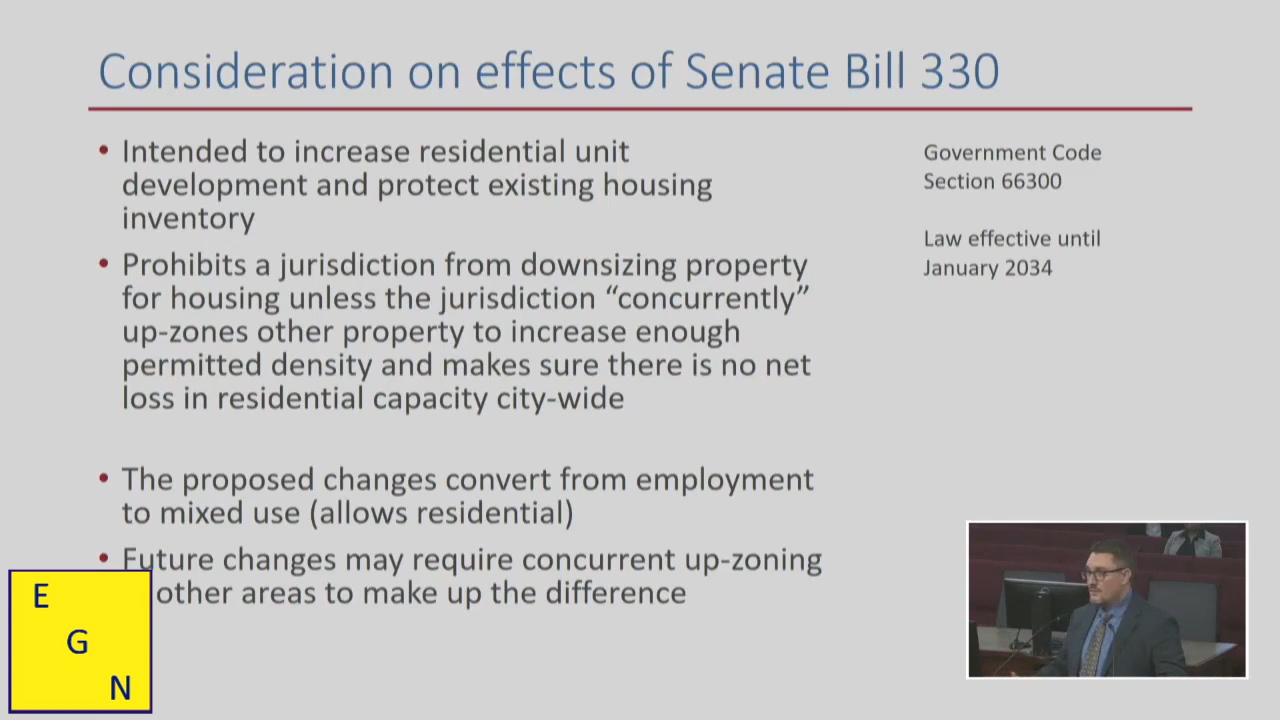 Consideration on effects of Senate Bill 330
• Intended to increase residential unit
development and protect existing housing
inventory
• Prohibits a jurisdiction from downsizing property
for housing unless the jurisdiction “concurrently”
up-zones other property to increase enough
permitted density and makes sure there is no net
loss in residential capacity city-wide
• The proposed changes convert from employment
to mixed use (allows residential)
• Future changes may require concurrent up-zoning
other areas to make up the difference
Government Code
Section 66300
Law effective until
January 2034
E
G
N